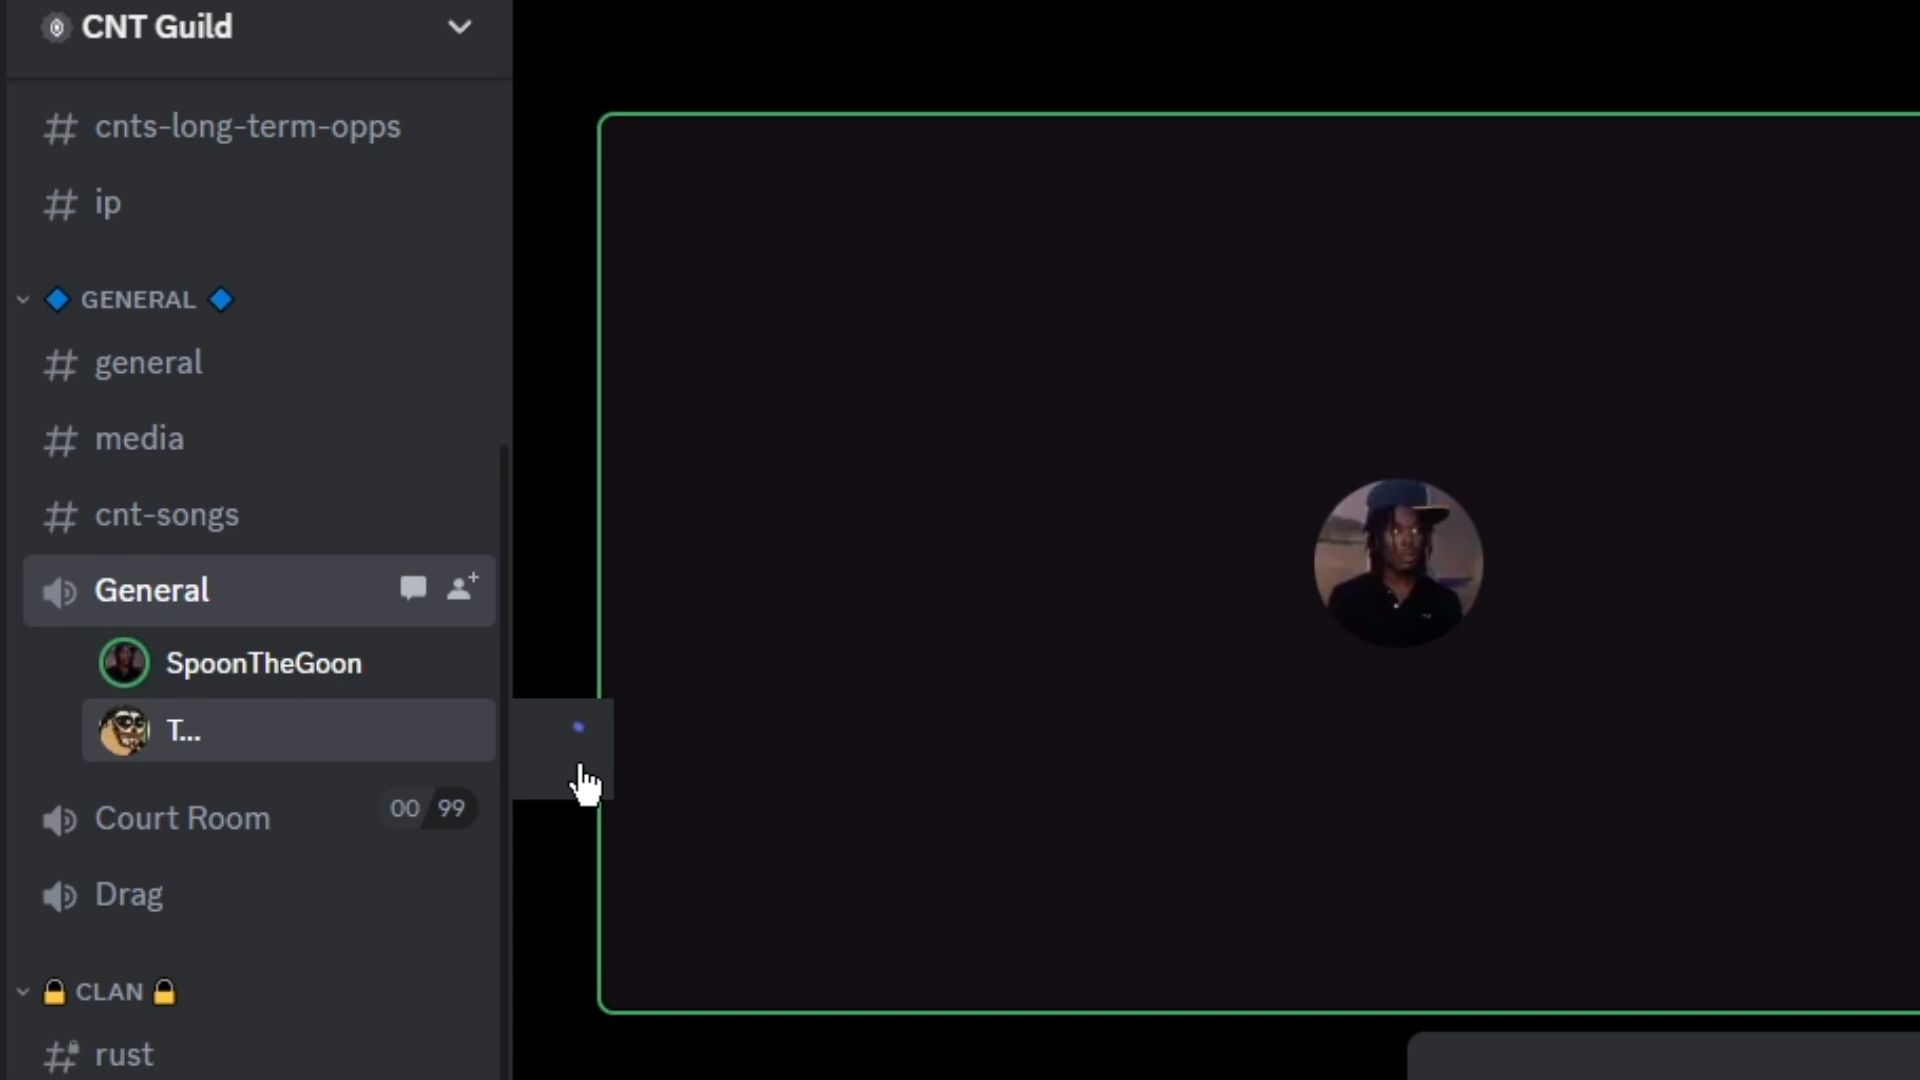 CNT Guild
# cnts-long-term-opps
# ip
GENERAL
# general
# media
# cnt-songs
General
SpoonTheGoon
T...
Court Room 00 99
Drag
CLAN
# rust